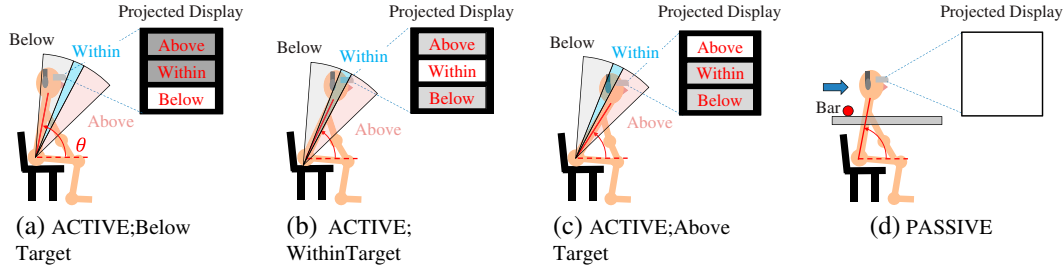 Projected Display
Below
Within
Above
θ
Above
Within
Below
(a) ACTIVE;Below
Target
Projected Display
Below
Within
Above
Above
Within
Below
(b) ACTIVE;
WithinTarget
Projected Display
Below
Within
Above
Above
Within
Below
(c) ACTIVE;Above
Target
Projected Display
Bar
(d) PASSIVE